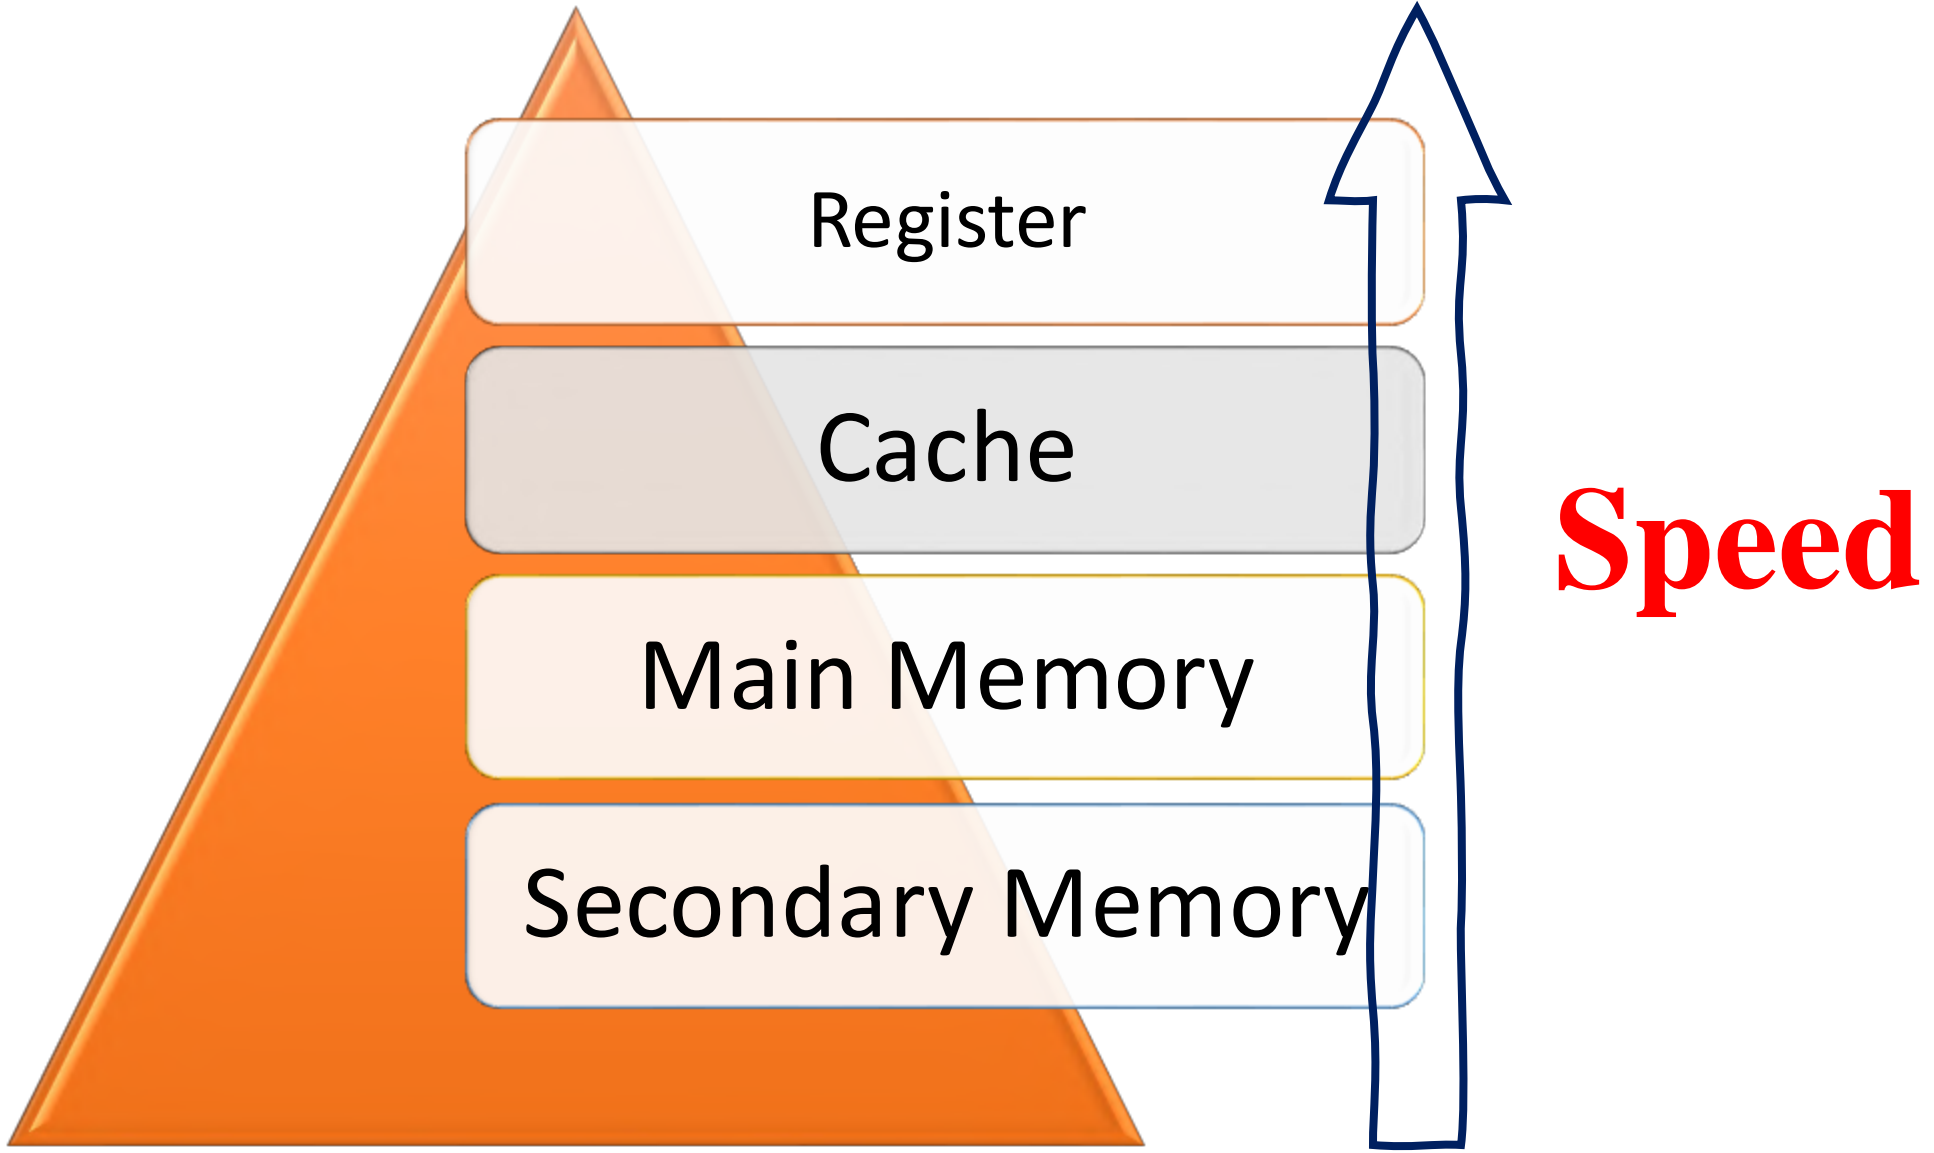 Register
Cache
Speed
Main Memory
Secondary Memory